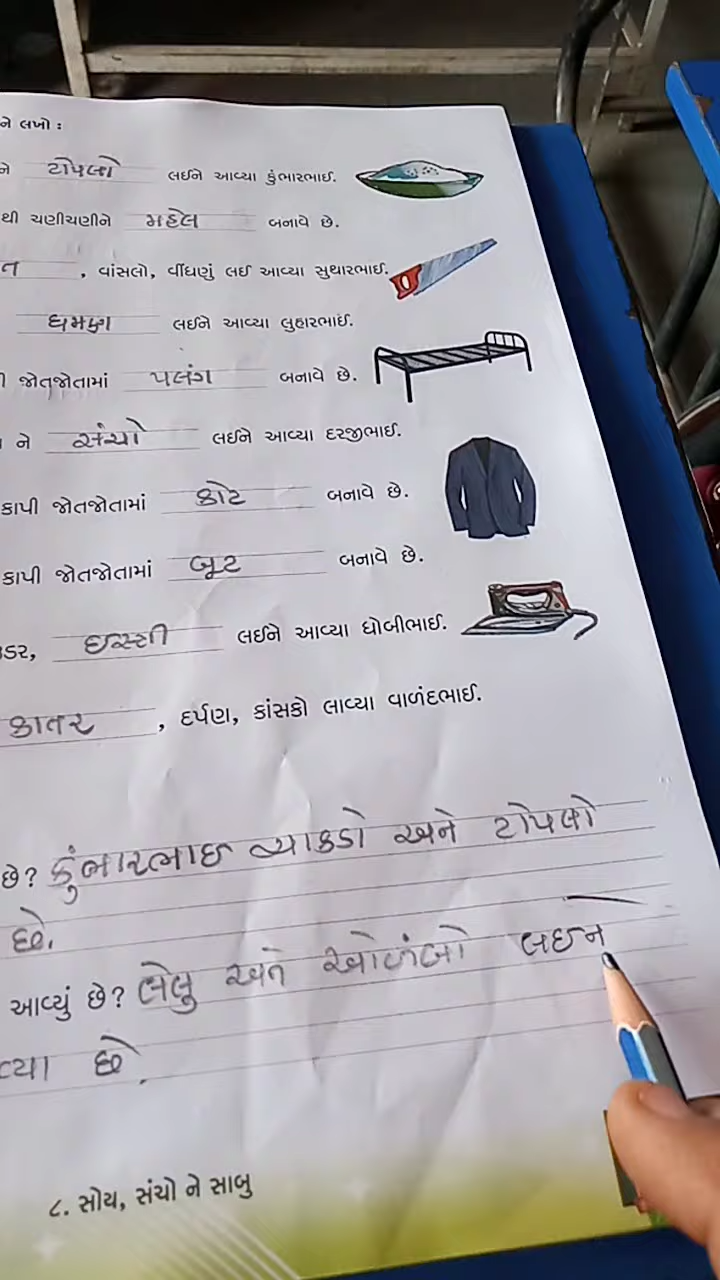 ને લખો :
ને ટોપલો લઈને આવ્યા કુંભારભાઈ.
થી ચણીચણીને મહેલ બનાવે છે.
ત , વાંસલો, વીંધણું લઈ આવ્યા સુથારભાઈ.
ધમણ લઈને આવ્યા લુહારભાઈ.
ી જોતજોતામાં પલંગ બનાવે છે.
ા ને સંચો લઈને આવ્યા દરજીભાઈ.
કાપી જોતજોતામાં કોટ બનાવે છે.
કાપી જોતજોતામાં બૂટ બનાવે છે.
ડર, ઇસ્ત્રી લઈને આવ્યા ધોબીભાઈ.
કાતર , દર્પણ, કાંસકો લાવ્યા વાળંદભાઈ.
છે? કુંભારભાઇ ચાકડો અને ટોપલો
છે.
આવ્યું છે? લેલુ અને ઓળંબો લઇને
વ્યા છે.
૮. સોય, સંચો ને સાબુ